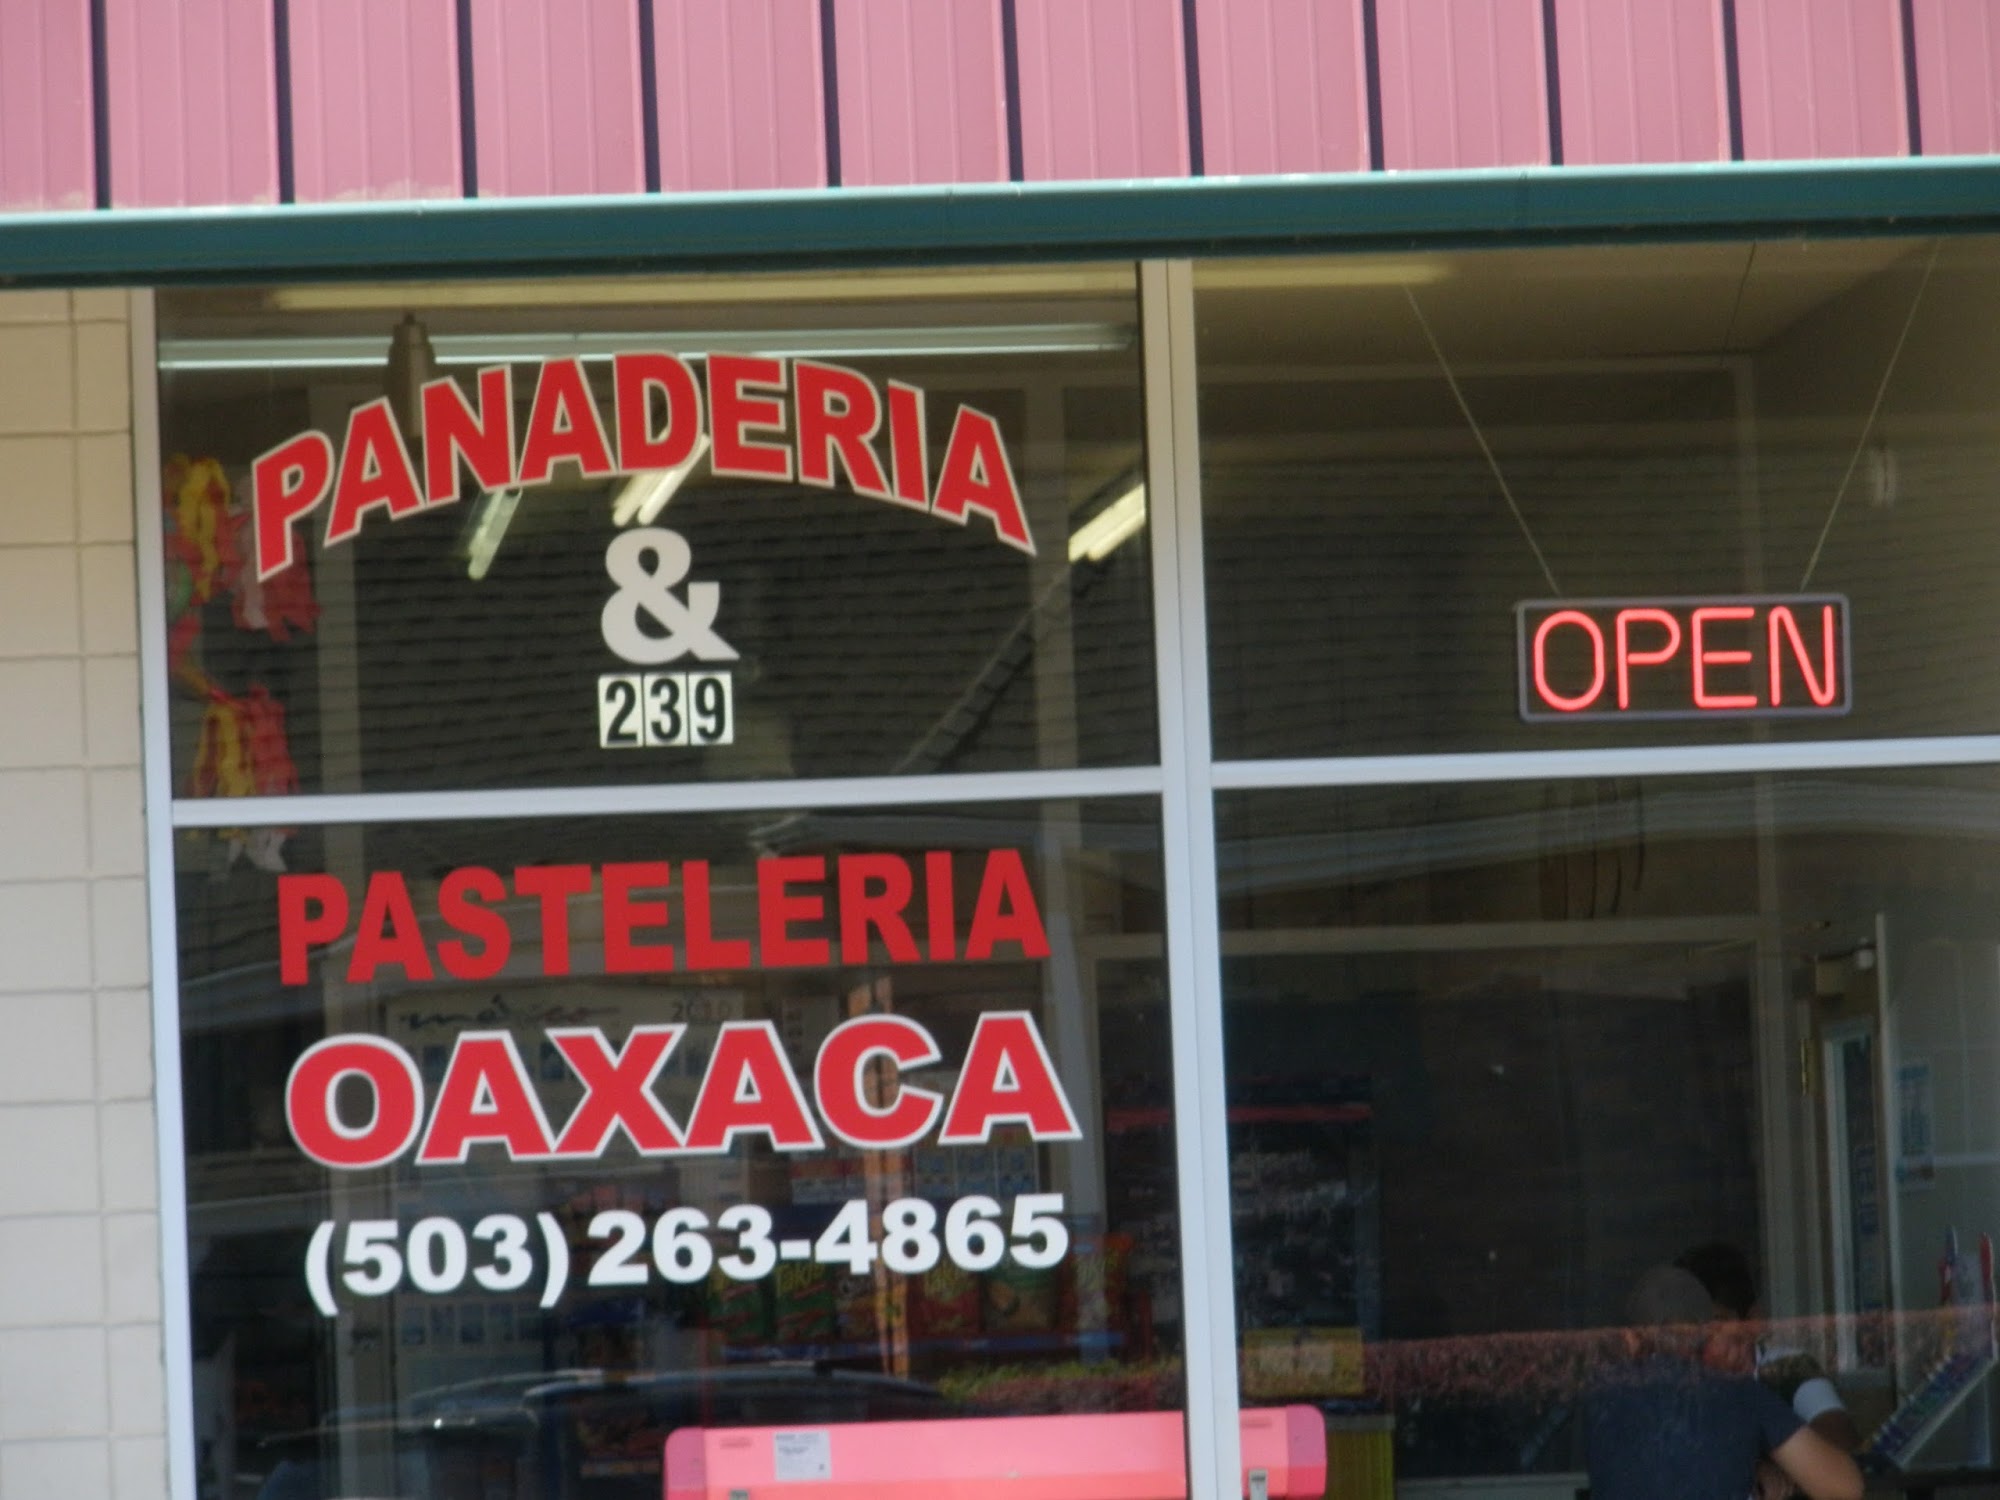 PANADERIA
&
239
OPEN
PASTELERIA
OAXACA
(503) 263-4865